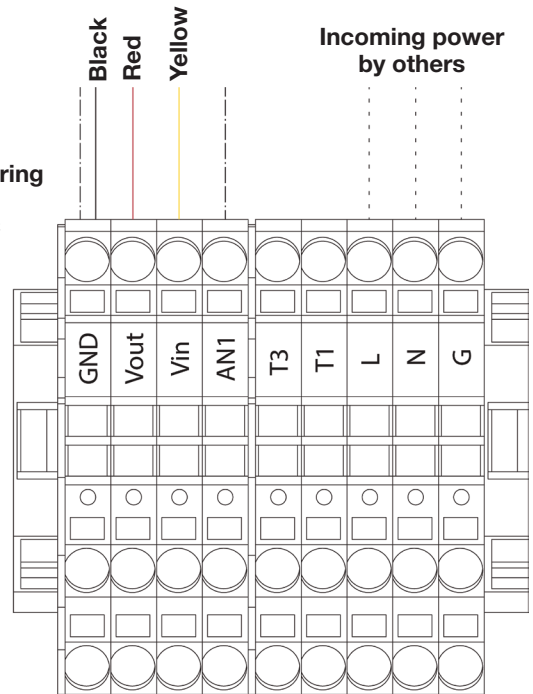 Black
Red
Yellow
Incoming power
by others
ring
GND
Vout
Vin
AN1
T3
T1
L
N
G